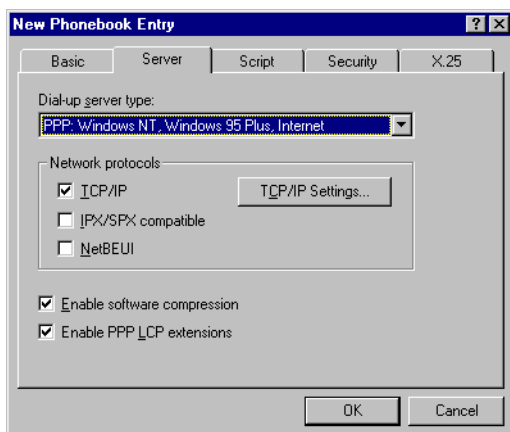 New Phonebook Entry
Basic Server Script Security X.25
Dial-up server type:
PPP: Windows NT, Windows 95 Plus, Internet
Network protocols
TCP/IP TCP/IP Settings...
IPX/SPX compatible
NetBEUI
Enable software compression
Enable PPP LCP extensions
OK Cancel